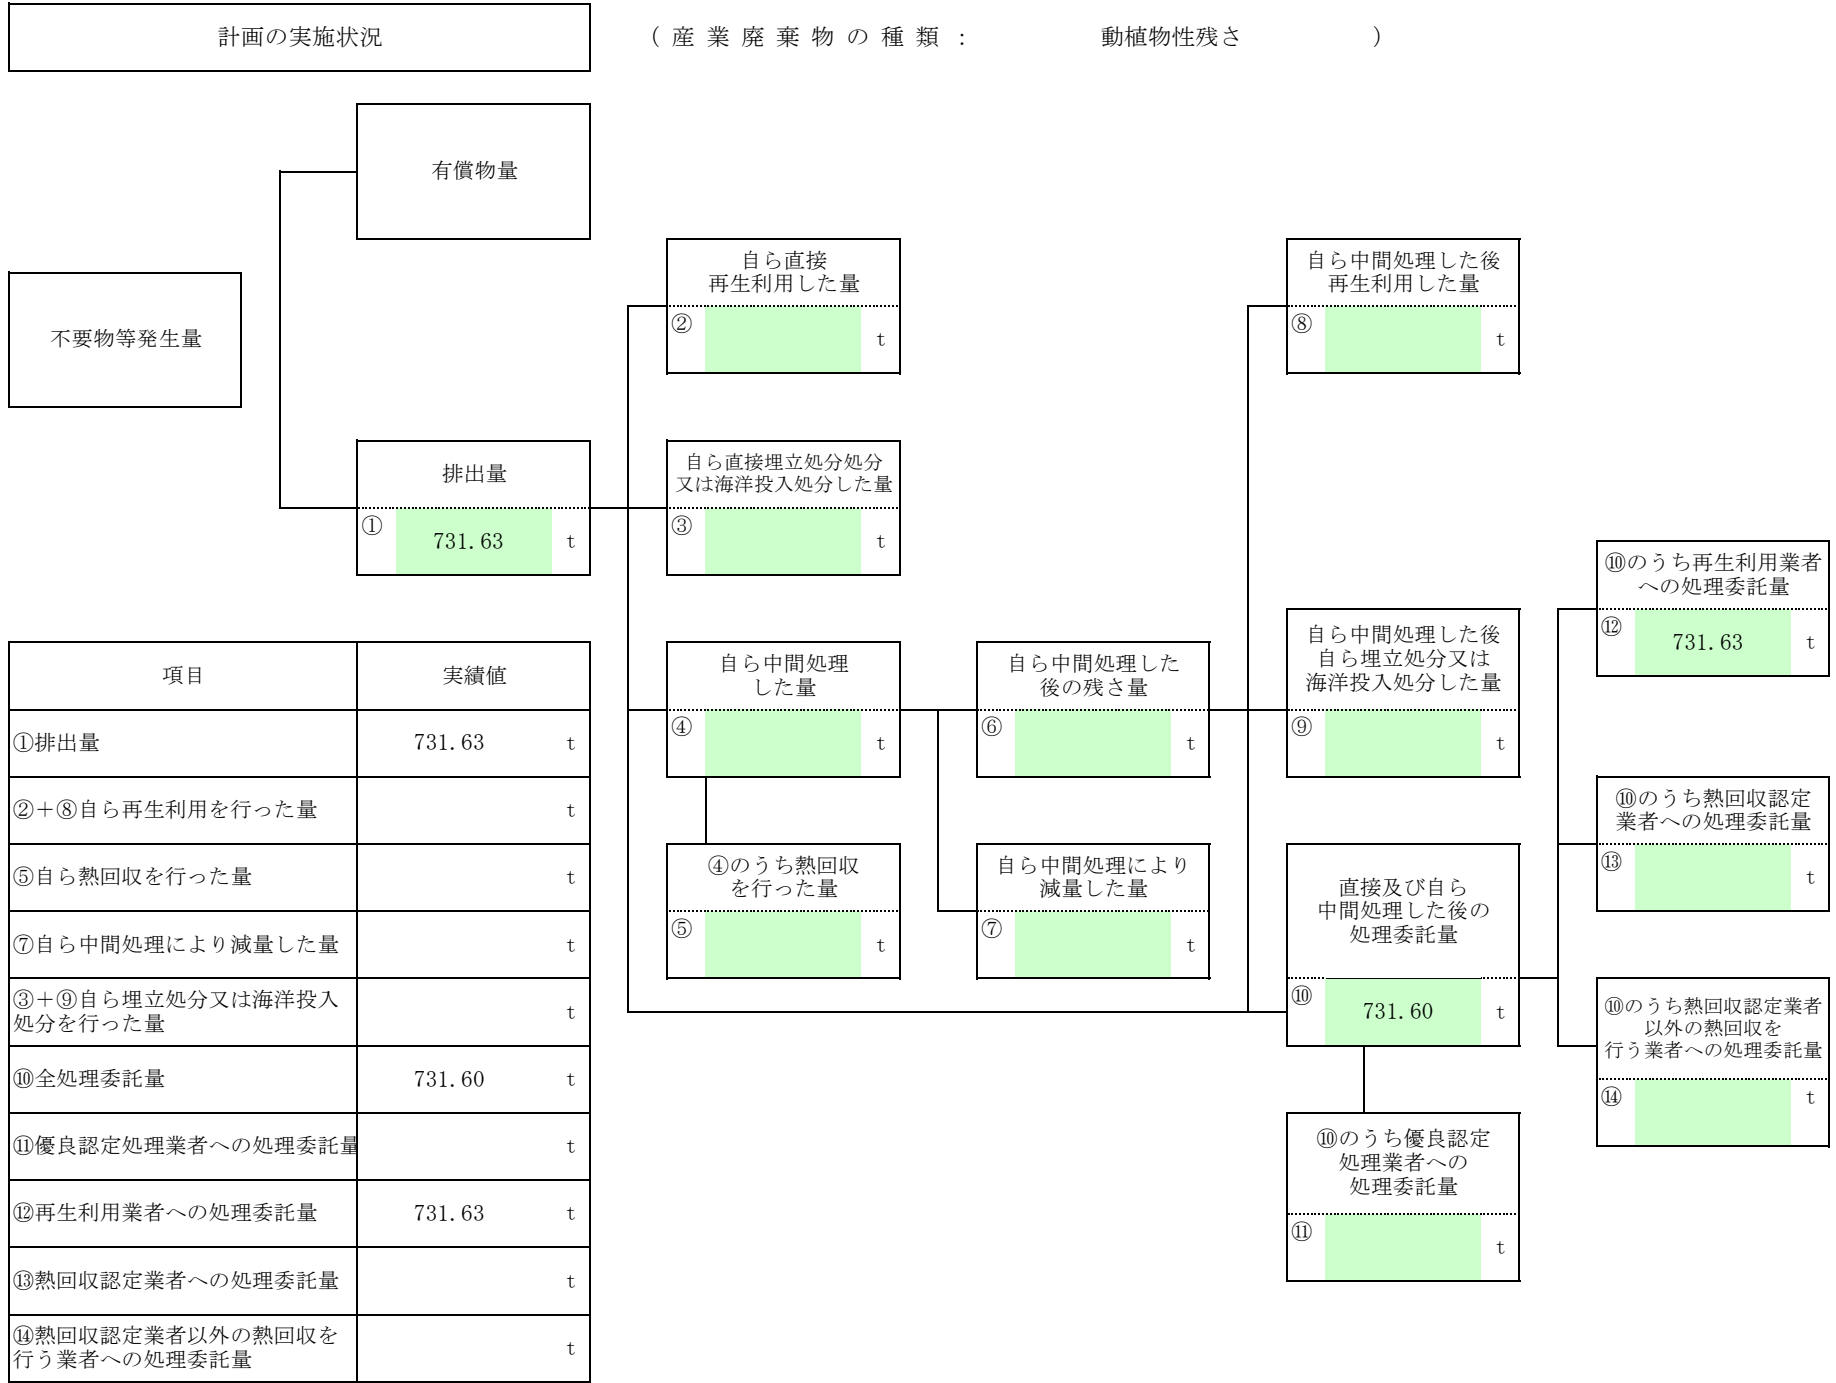 計画の実施状況
（産業廃棄物の種類： 動植物性残さ ）
有償物量
不要物等発生量
排出量
① 731.63 t
自ら直接
再生利用した量
② t
自ら直接埋立処分処分
又は海洋投入処分した量
③ t
自ら中間処理
した量
④ t
④のうち熱回収
を行った量
⑤ t
自ら中間処理した
後の残さ量
⑥ t
自ら中間処理により
減量した量
⑦ t
自ら中間処理した後
再生利用した量
⑧ t
自ら中間処理した後
自ら埋立処分又は
海洋投入処分した量
⑨ t
直接及び自ら
中間処理した後の
処理委託量
⑩ 731.60 t
⑩のうち優良認定
処理業者への
処理委託量
⑪ t
⑩のうち再生利用業者
への処理委託量
⑫ 731.63 t
⑩のうち熱回収認定
業者への処理委託量
⑬ t
⑩のうち熱回収認定業者
以外の熱回収を
行う業者への処理委託量
⑭ t
項目 実績値
①排出量 731.63 t
②＋⑧自ら再生利用を行った量 t
⑤自ら熱回収を行った量 t
⑦自ら中間処理により減量した量 t
③＋⑨自ら埋立処分又は海洋投入
処分を行った量 t
⑩全処理委託量 731.60 t
⑪優良認定処理業者への処理委託量 t
⑫再生利用業者への処理委託量 731.63 t
⑬熱回収認定業者への処理委託量 t
⑭熱回収認定業者以外の熱回収を
行う業者への処理委託量 t